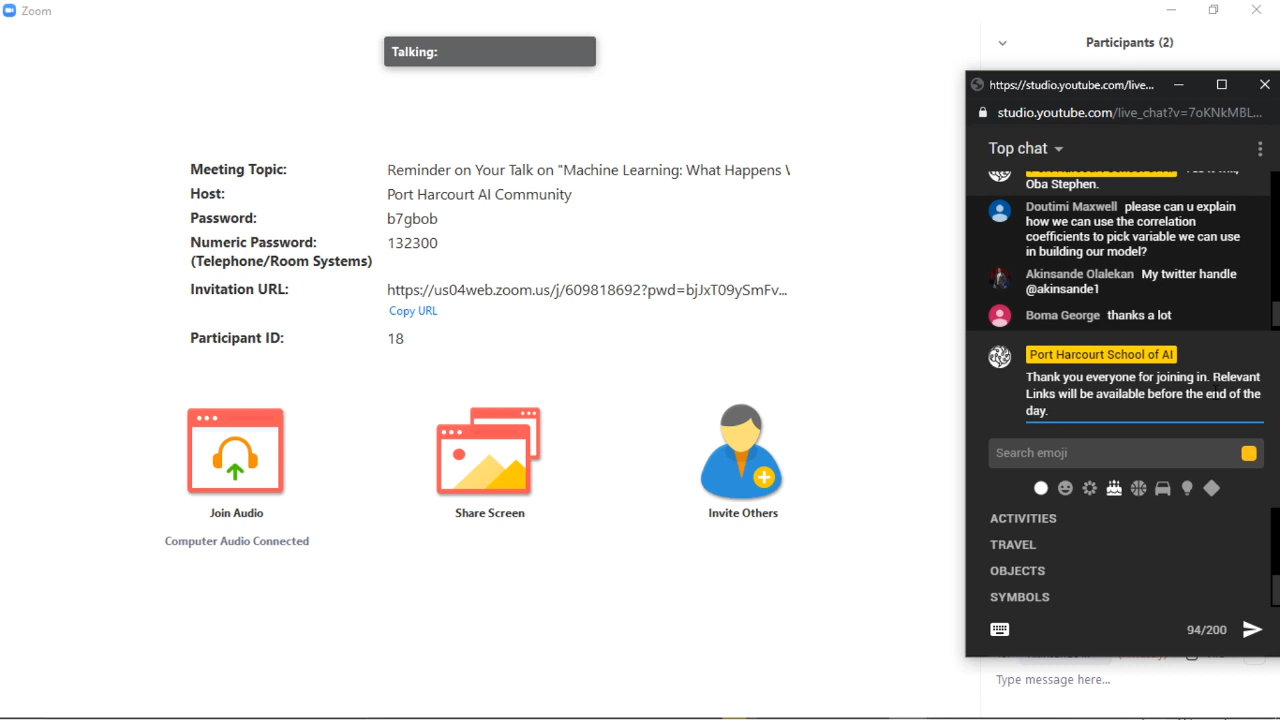 Zoom
Talking:
Participants (2)
Meeting Topic: Reminder on Your Talk on "Machine Learning: What Happens
Host: Port Harcourt AI Community
Password: b7gbob
Numeric Password: 132300
(Telephone/Room Systems)
Invitation URL: https://us04web.zoom.us/j/609818692?pwd=bjJxT09ySmFv...
Copy URL
Participant ID: 18
Join Audio
Computer Audio Connected
Share Screen
Invite Others
https://studio.youtube.com/live...
studio.youtube.com/live_chat?v=7oKNkMBL...
Top chat
Oba Stephen.
Doutimi Maxwell please can u explain
how we can use the correlation
coefficients to pick variable we can use
in building our model?
Akinsande Olalekan My twitter handle
@akinsande1
Boma George thanks a lot
Port Harcourt School of AI
Thank you everyone for joining in. Relevant
Links will be available before the end of the
day.
Search emoji
ACTIVITIES
TRAVEL
OBJECTS
SYMBOLS
94/200
Type message here...